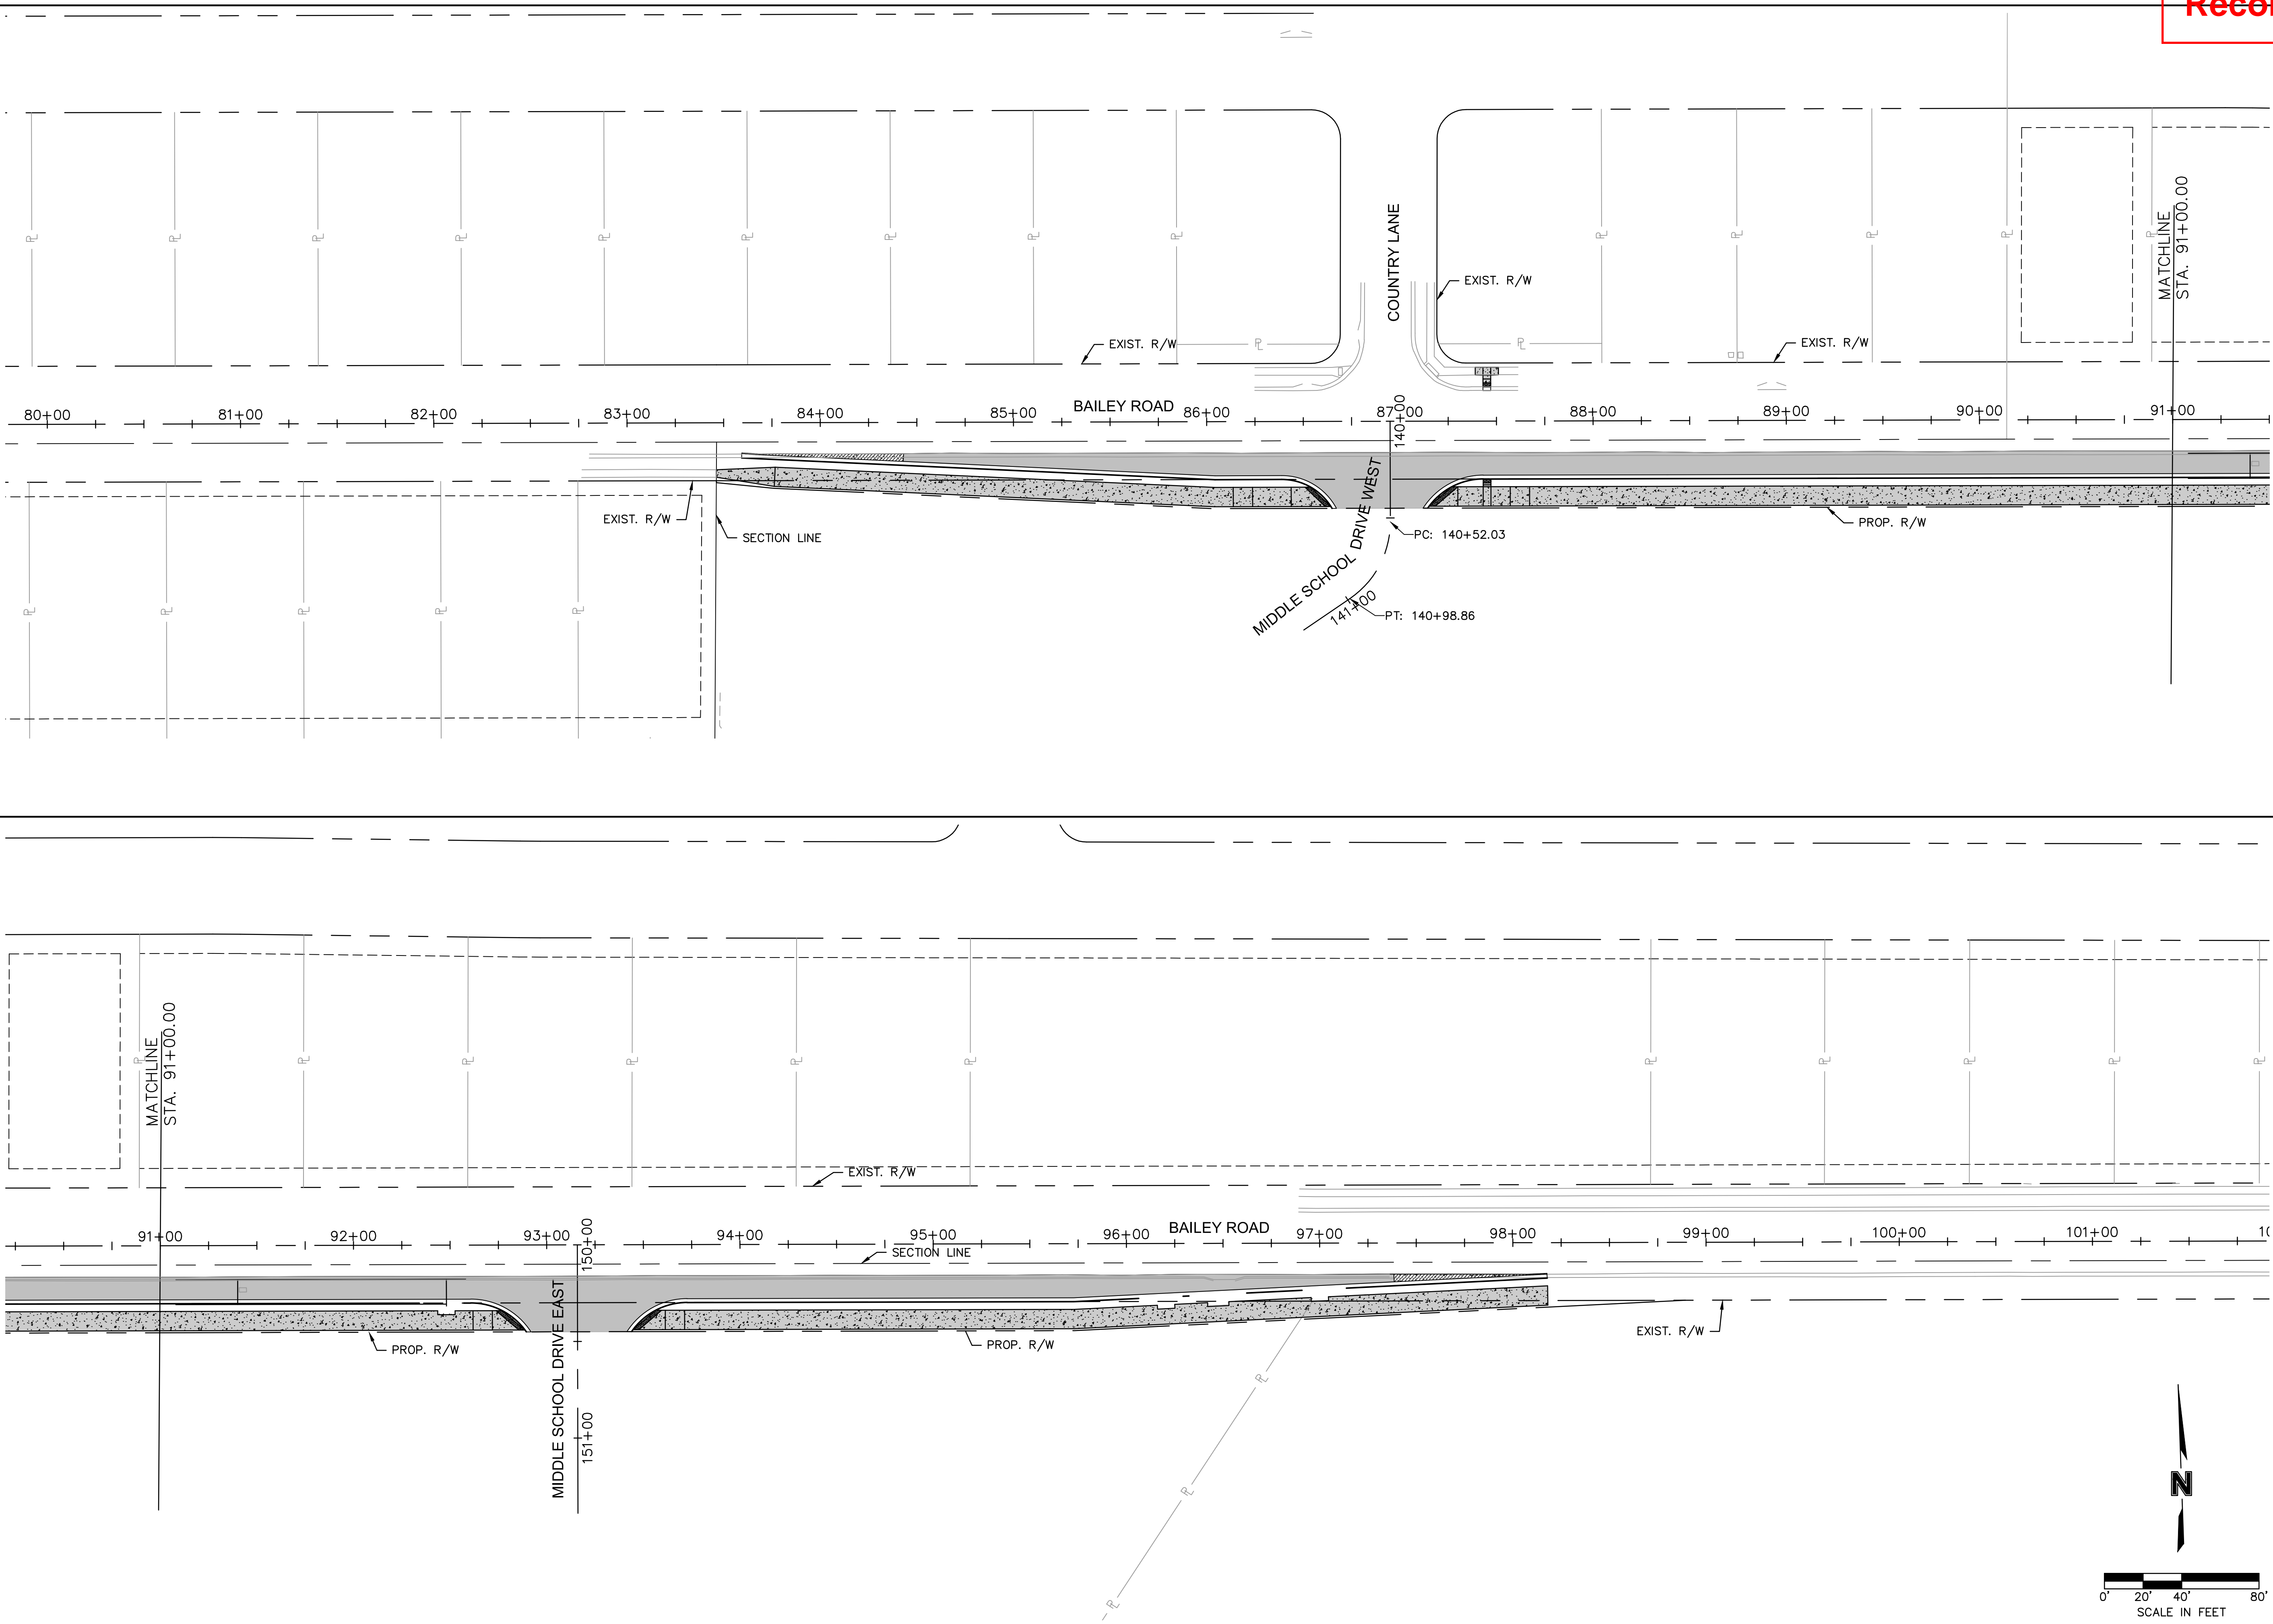 COUNTRY LANE
MATCHLINE
STA. 91+00.00
EXIST. R/W
EXIST. R/W
EXIST. R/W
80+00
81+00
82+00
83+00
84+00
85+00
BAILEY ROAD
86+00
87+00
88+00
89+00
90+00
91+00
140+00
EXIST. R/W
SECTION LINE
MIDDLE SCHOOL DRIVE WEST
PC: 140+52.03
PROP. R/W
141+00
PT: 140+98.86
MATCHLINE
STA. 91+00.00
EXIST. R/W
91+00
92+00
93+00
94+00
95+00
96+00
BAILEY ROAD
97+00
98+00
99+00
100+00
101+00
150+00
SECTION LINE
MIDDLE SCHOOL DRIVE EAST
151+00
PROP. R/W
PROP. R/W
EXIST. R/W
N
0' 20' 40' 80'
SCALE IN FEET